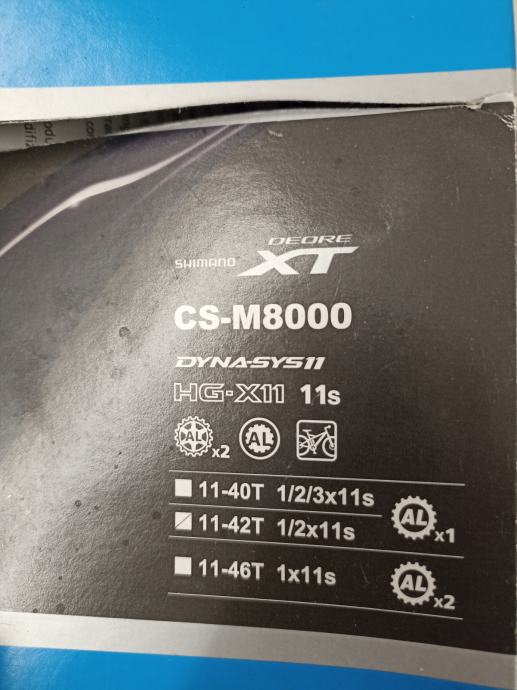 DEORE
SHIMANO XT
CS-M8000
DYNA-SYS11
HG-X11 11s
AL x2 AL
11-40T 1/2/3x11s
11-42T 1/2x11s
AL x1
11-46T 1x11s
AL x2